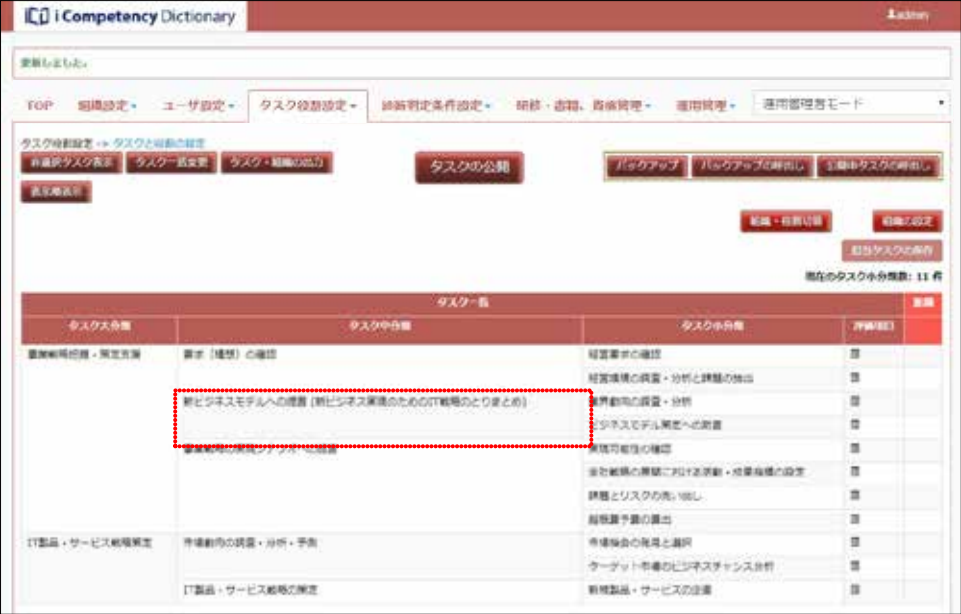 i Competency Dictionary
admin
更新しました。
TOP 組織設定 ユーザ設定 タスク役割設定 診断判定条件設定 研修・書籍、資格管理 運用管理 運用管理者モード
タスク役割設定 -> タスクと役割の設定
非選択タスク表示 タスク一括変更 タスク・組織の出力 タスクの公開 バックアップ バックアップの呼出し 公開中タスクの呼出し
表示順表示
組織・役割切替 組織の設定
担当タスクの保存
現在のタスク小分類数: 11 件
タスク一覧 組織
タスク大分類 タスク中分類 タスク小分類 評価項目
事業戦略把握・策定支援 要求（構想）の確認 経営要求の確認
経営環境の調査・分析と課題の抽出
新ビジネスモデルへの提言 (新ビジネス実現のためのIT戦略のとりまとめ) 業界動向の調査・分析
ビジネスモデル策定への助言
事業戦略の実現シナリオへの提言 実現可能性の確認
全社戦略の展開における活動・成果指標の設定
課題とリスクの洗い出し
総概算予算の算出
IT製品・サービス戦略策定 市場動向の調査・分析・予測 市場機会の発見と選択
ターゲット市場のビジネスチャンス分析
IT製品・サービス戦略の策定 新規製品・サービスの企画